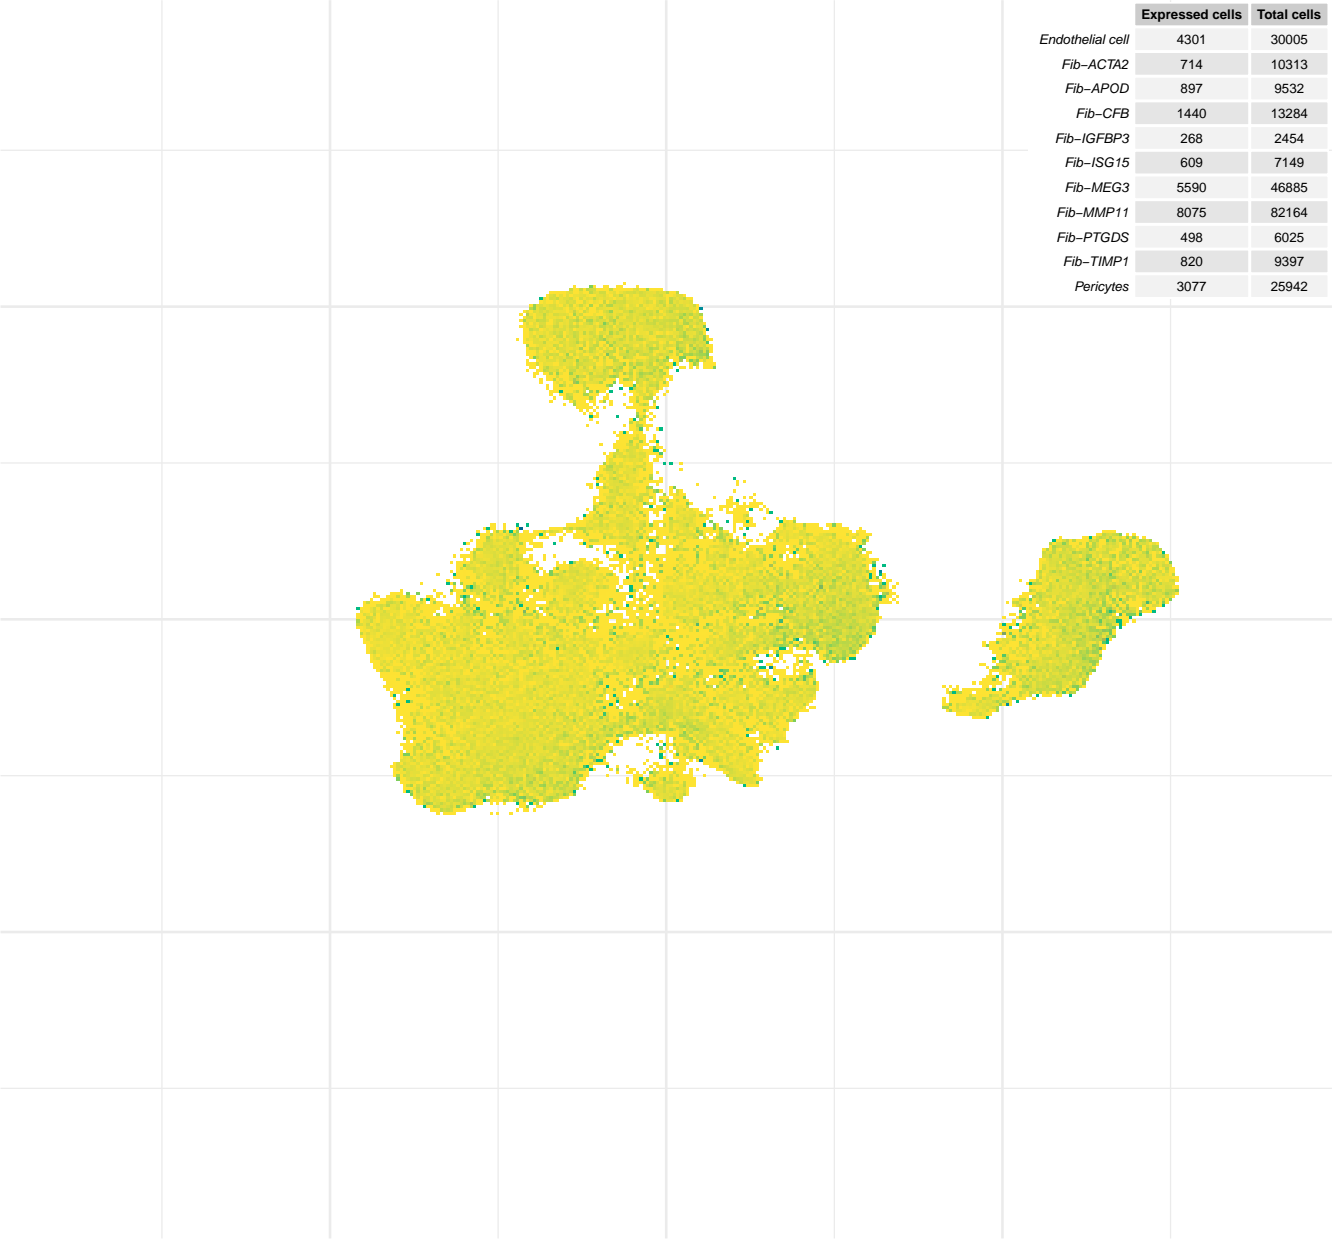 Expressed cells Total cells
Endothelial cell 4301 30005
Fib−ACTA2 714 10313
Fib−APOD 897 9532
Fib−CFB 1440 13284
Fib−IGFBP3 268 2454
Fib−ISG15 609 7149
Fib−MEG3 5590 46885
Fib−MMP11 8075 82164
Fib−PTGDS 498 6025
Fib−TIMP1 820 9397
Pericytes 3077 25942